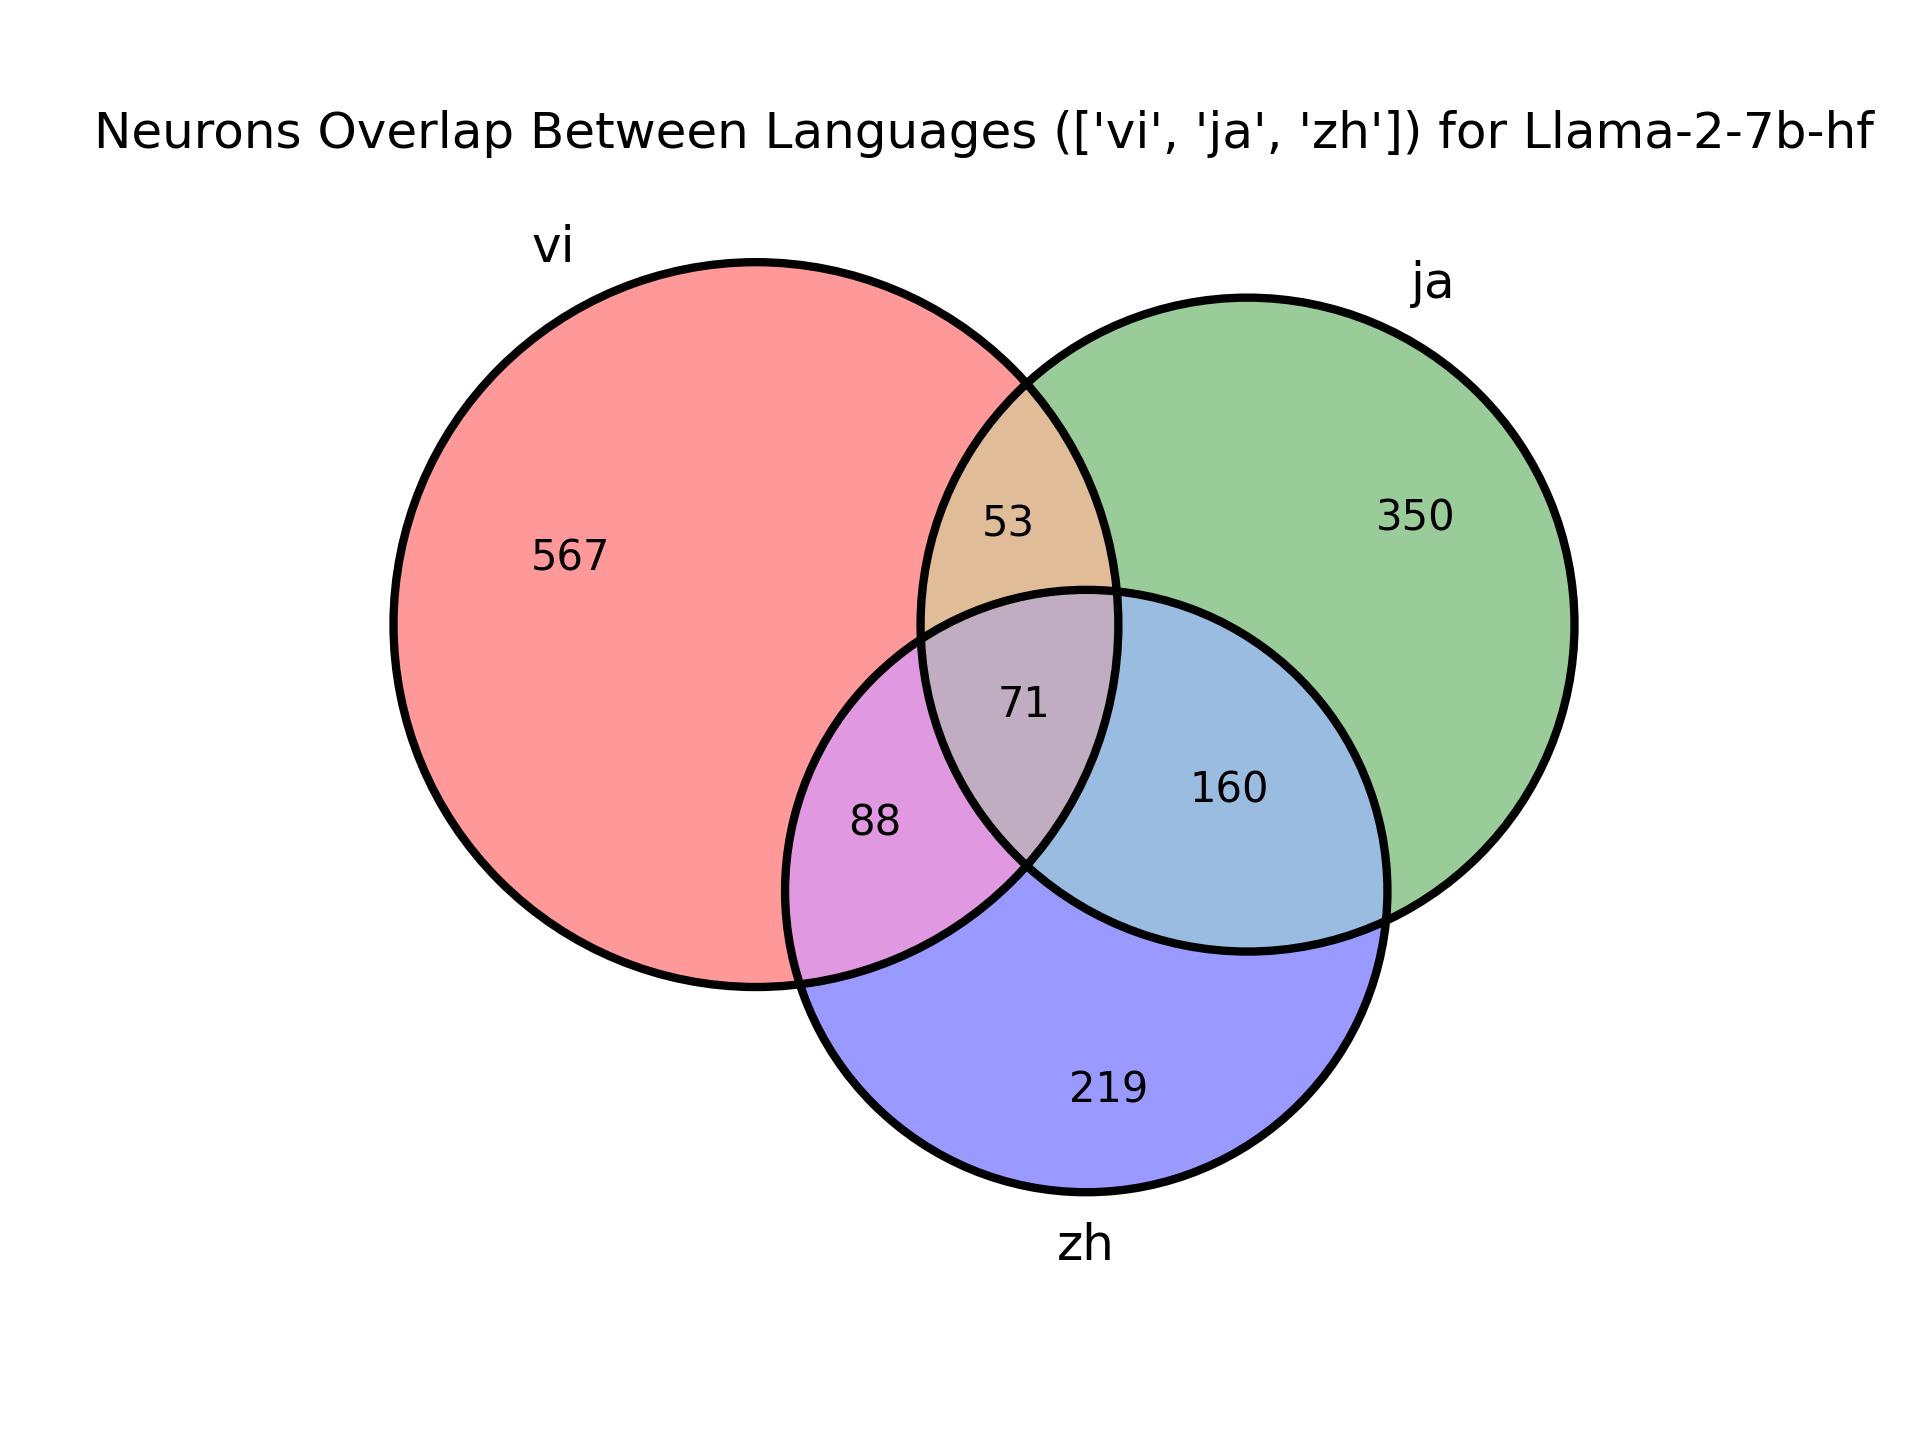 Neurons Overlap Between Languages (['vi', 'ja', 'zh']) for Llama-2-7b-hf
vi
ja
567
53
350
71
88
160
219
zh